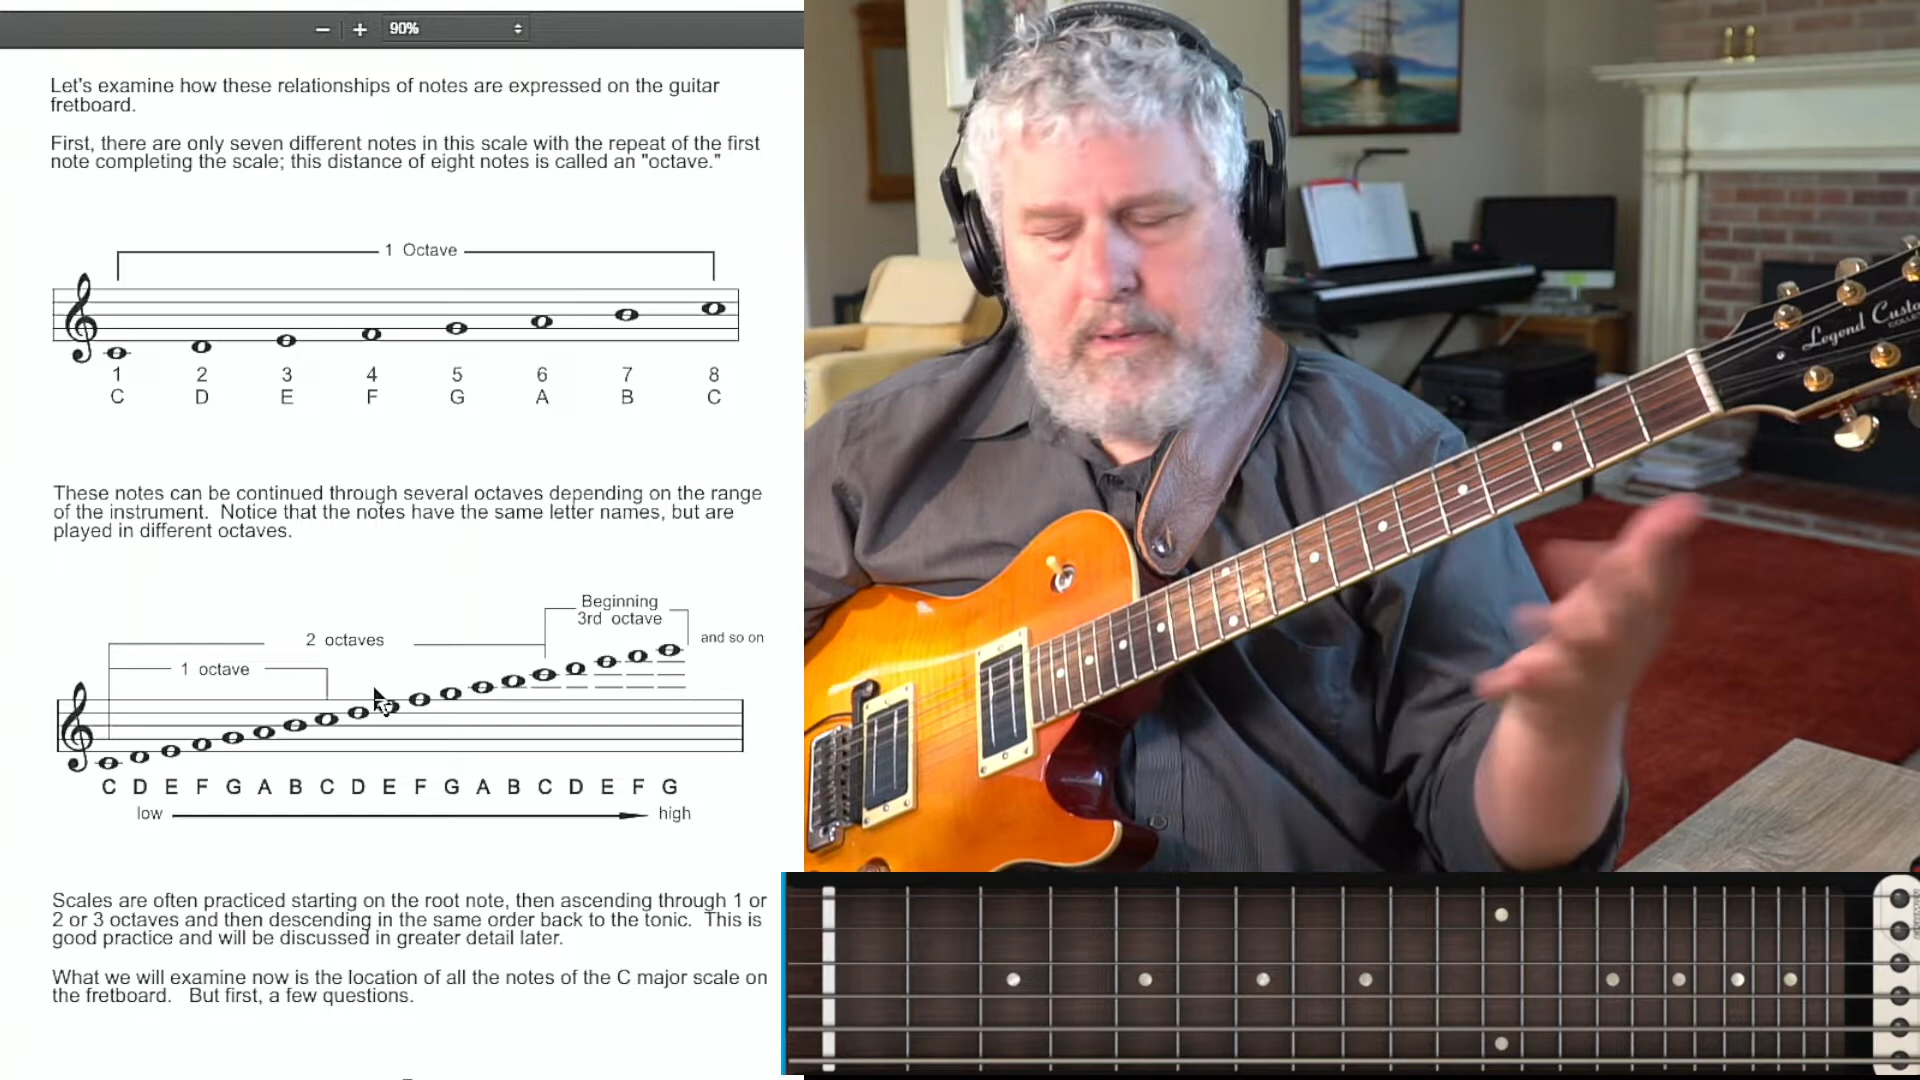 90%
Let's examine how these relationships of notes are expressed on the guitar
fretboard.
First, there are only seven different notes in this scale with the repeat of the first
note completing the scale; this distance of eight notes is called an "octave."
1 Octave
1 2 3 4 5 6 7 8
C D E F G A B C
These notes can be continued through several octaves depending on the range
of the instrument. Notice that the notes have the same letter names, but are
played in different octaves.
Beginning
3rd octave
2 octaves
and so on
1 octave
C D E F G A B C D E F G A B C D E F G
low high
Scales are often practiced starting on the root note, then ascending through 1 or
2 or 3 octaves and then descending in the same order back to the tonic. This is
good practice and will be discussed in greater detail later.
What we will examine now is the location of all the notes of the C major scale on
the fretboard. But first, a few questions.
Legend